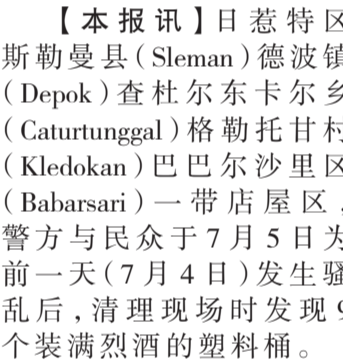 【本报讯】日惹特区
斯勒曼县(Sleman)德波镇
(Depok)查杜尔东卡尔乡
(Caturtunggal)格勒托甘村
(Kledokan)巴巴尔沙里区
(Babarsari)一带店屋区,
警方与民众于7月5日为
前一天(7月4日)发生骚
乱后,清理现场时发现9
个装满烈酒的塑料桶。